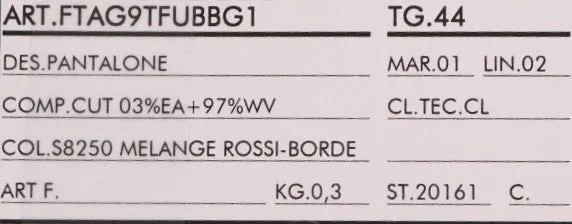 ART.FTAG9TFUBBG1 TG.44
DES.PANTALONE MAR.01 LIN.02
COMP.CUT 03%EA+97%WV CL.TEC.CL
COL.S8250 MELANGE ROSSI-BORDE
ART F. KG.0,3 ST.20161 C.